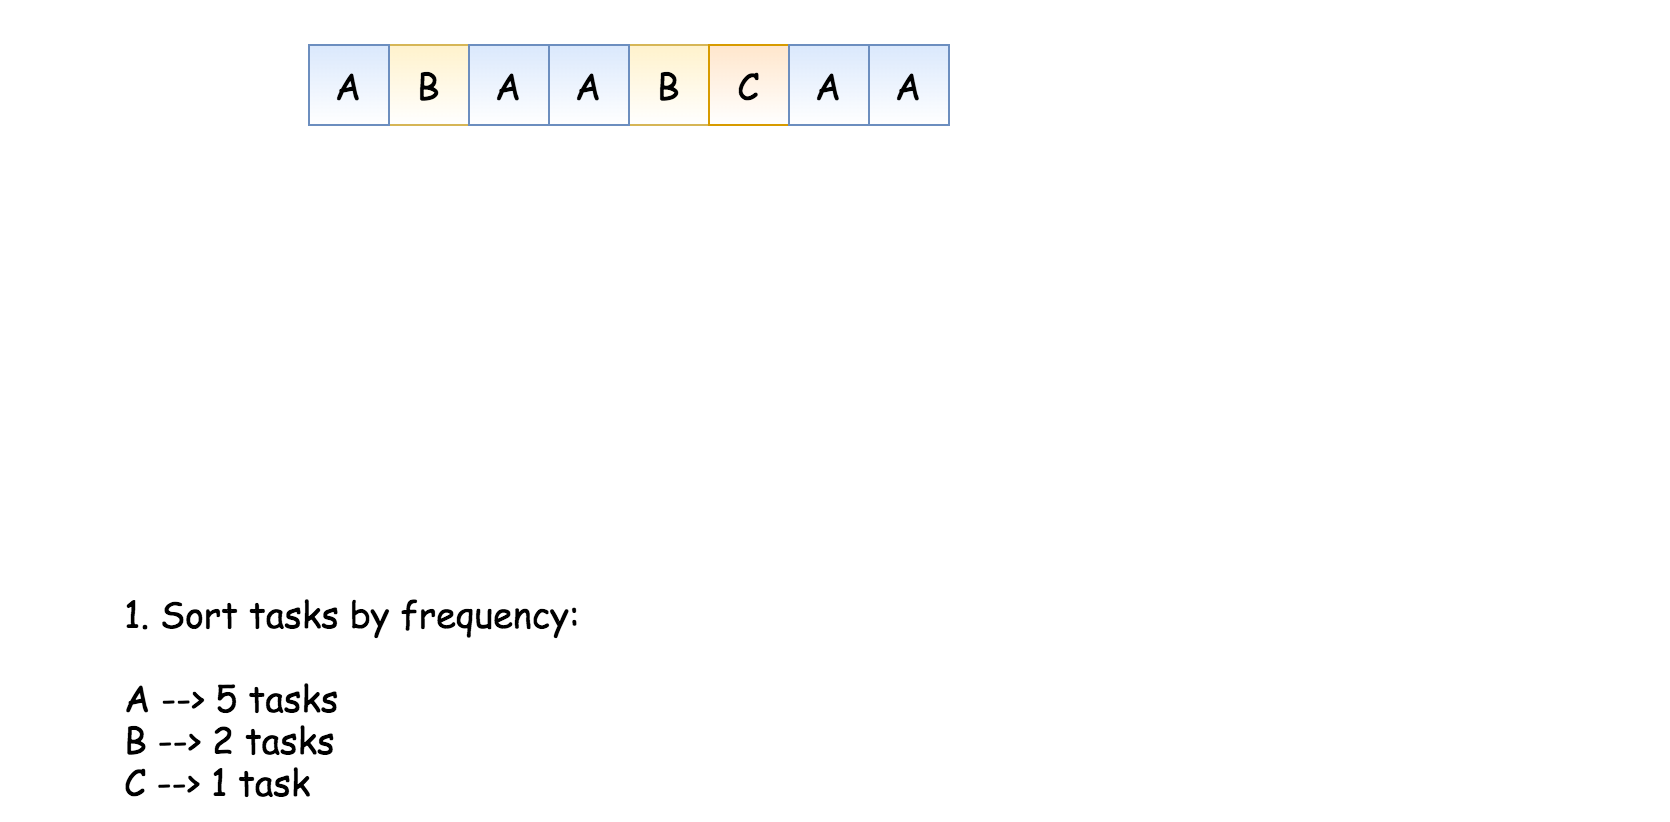 A B A A B C A A
1. Sort tasks by frequency:
A --> 5 tasks
B --> 2 tasks
C --> 1 task